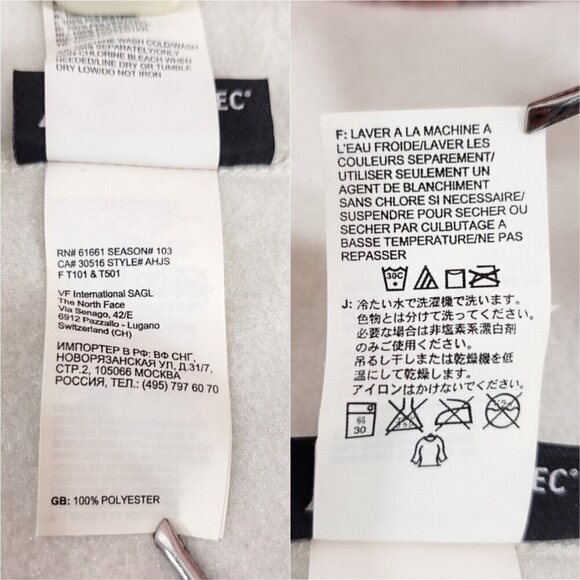 E: 100% POLYESTER
D: 100% POLYESTER
MACHINE WASH COLD/WASH
SEPARATELY/ONLY
NON-CHLORINE BLEACH WHEN
NEEDED/LINE DRY OR TUMBLE
DRY LOW/DO NOT IRON
EC®
RN# 61661 SEASON# 103
CA# 30516 STYLE# AHJS
F T101 & T501
VF International SAGL
The North Face
Via Senago, 42/E
6912 Pazzallo - Lugano
Switzerland (CH)
ИМПОРТЕР В РФ: ВФ СНГ,
НОВОРЯЗАНСКАЯ УЛ, Д.31/7,
СТР.2, 105066 МОСКВА
РОССИЯ, ТЕЛ.: (495) 797 60 70
GB: 100% POLYESTER
F: LAVER A LA MACHINE A
L'EAU FROIDE/LAVER LES
COULEURS SEPAREMENT/
UTILISER SEULEMENT UN
AGENT DE BLANCHIMENT
SANS CHLORE SI NECESSAIRE/
SUSPENDRE POUR SECHER OU
SECHER PAR CULBUTAGE A
BASSE TEMPERATURE/NE PAS
REPASSER
30C
J: 冷たい水で洗濯機で洗います。
色物とは分けて洗ってください。
必要な場合は非塩素系漂白剤
のみご使用ください。
吊るし干しまたは乾燥機を低
温にして乾燥します。
アイロンはかけないでください。
30
EC®